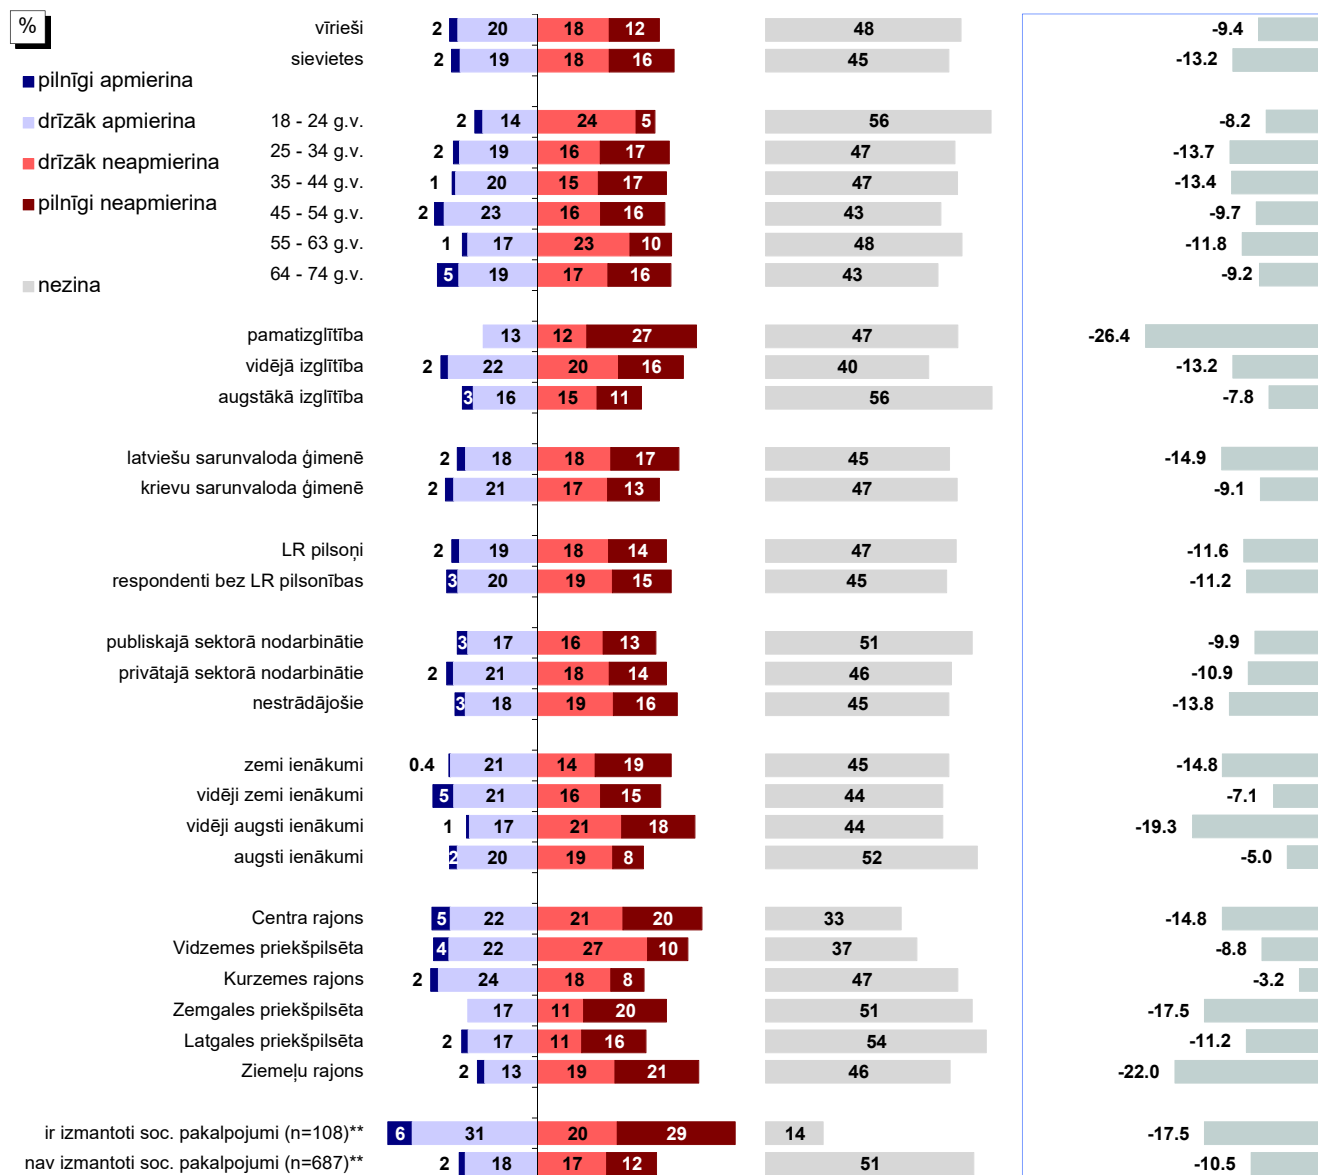 %
pilnīgi apmierina
drīzāk apmierina
drīzāk neapmierina
pilnīgi neapmierina
nezina
vīrieši 2 20 18 12 48 -9.4
sievietes 2 19 18 16 45 -13.2
18 - 24 g.v. 2 14 24 5 56 -8.2
25 - 34 g.v. 2 19 16 17 47 -13.7
35 - 44 g.v. 1 20 15 17 47 -13.4
45 - 54 g.v. 2 23 16 16 43 -9.7
55 - 63 g.v. 1 17 23 10 48 -11.8
64 - 74 g.v. 5 19 17 16 43 -9.2
pamatizglītība 13 12 27 47 -26.4
vidējā izglītība 2 22 20 16 40 -13.2
augstākā izglītība 3 16 15 11 56 -7.8
latviešu sarunvaloda ģimenē 2 18 18 17 45 -14.9
krievu sarunvaloda ģimenē 2 21 17 13 47 -9.1
LR pilsoņi 2 19 18 14 47 -11.6
respondenti bez LR pilsonības 3 20 19 15 45 -11.2
publiskajā sektorā nodarbinātie 3 17 16 13 51 -9.9
privātajā sektorā nodarbinātie 2 21 18 14 46 -10.9
nestrādājošie 3 18 19 16 45 -13.8
zemi ienākumi 0.4 21 14 19 45 -14.8
vidēji zemi ienākumi 5 21 16 15 44 -7.1
vidēji augsti ienākumi 1 17 21 18 44 -19.3
augsti ienākumi 2 20 19 8 52 -5.0
Centra rajons 5 22 21 20 33 -14.8
Vidzemes priekšpilsēta 4 22 27 10 37 -8.8
Kurzemes rajons 2 24 18 8 47 -3.2
Zemgales priekšpilsēta 17 11 20 51 -17.5
Latgales priekšpilsēta 2 17 11 16 54 -11.2
Ziemeļu rajons 2 13 19 21 46 -22.0
ir izmantoti soc. pakalpojumi (n=108)** 6 31 20 29 14 -17.5
nav izmantoti soc. pakalpojumi (n=687)** 2 18 17 12 51 -10.5